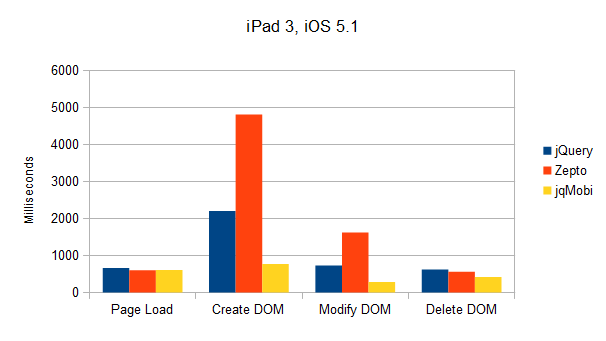 iPad 3, iOS 5.1
6000
5000
4000
3000
2000
1000
0
Milliseconds
Page Load
Create DOM
Modify DOM
Delete DOM
jQuery
Zepto
jqMobi